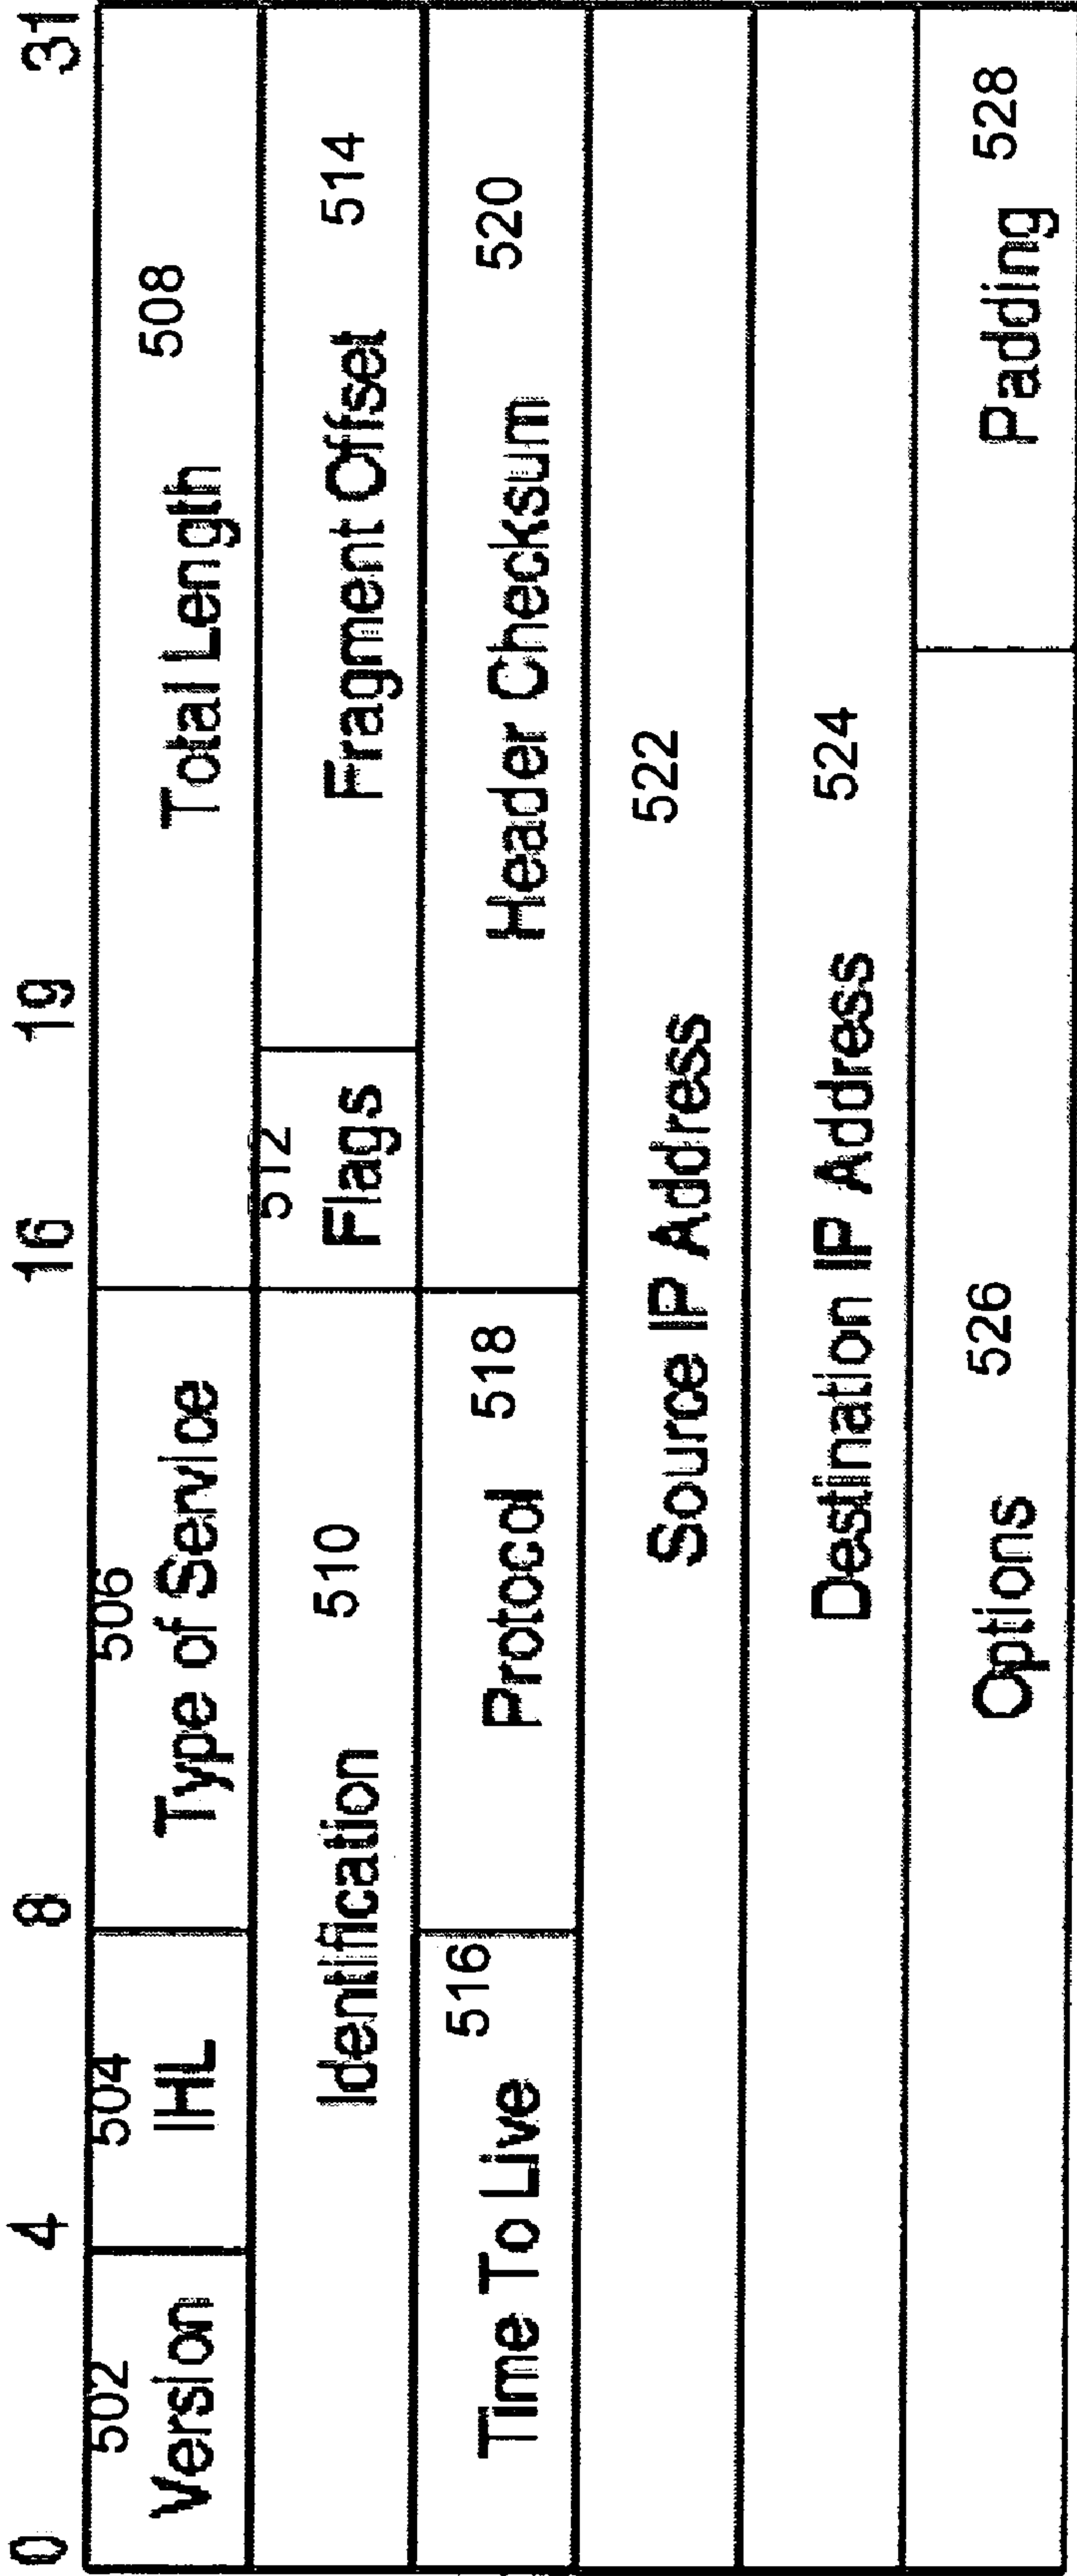 0 4 8 16 19 31
502 Version 504 IHL 506 Type of Service Total Length 508
Identification 510 512 Flags Fragment Offset 514
Time To Live 516 Protocol 518 Header Checksum 520
Source IP Address 522
Destination IP Address 524
Options 526 Padding 528